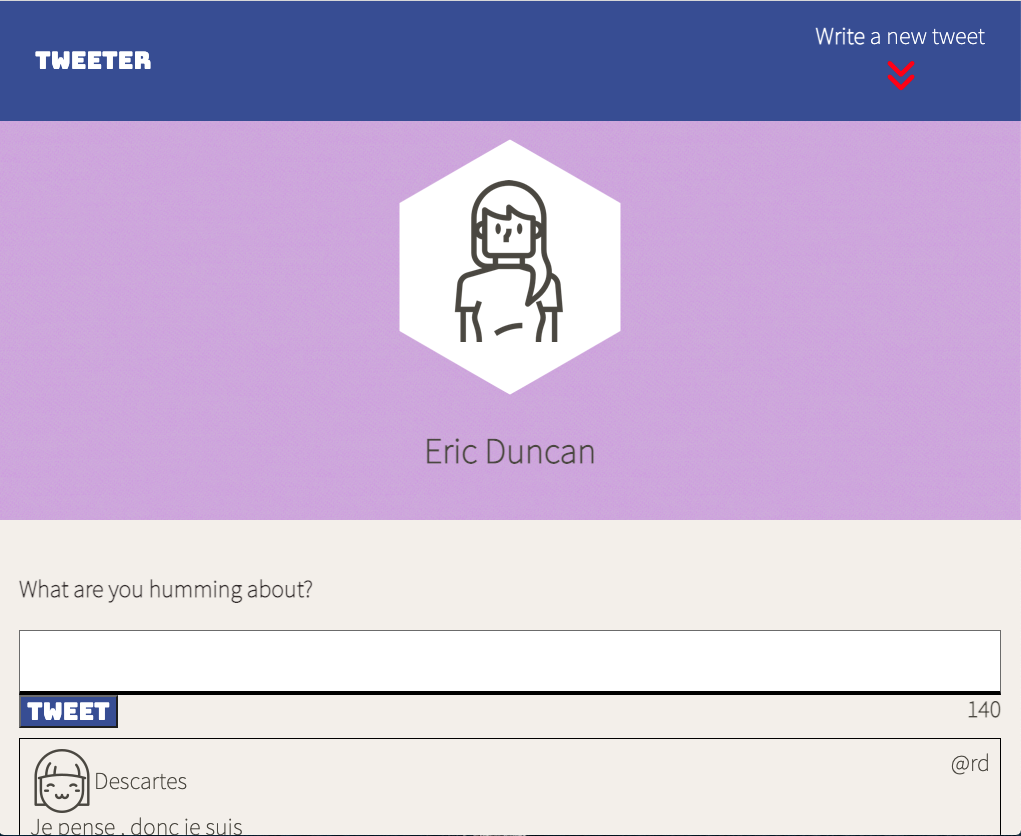 TWEETER
Write a new tweet
Eric Duncan
What are you humming about?
TWEET
140
Descartes
@rd
Je pense , donc je suis